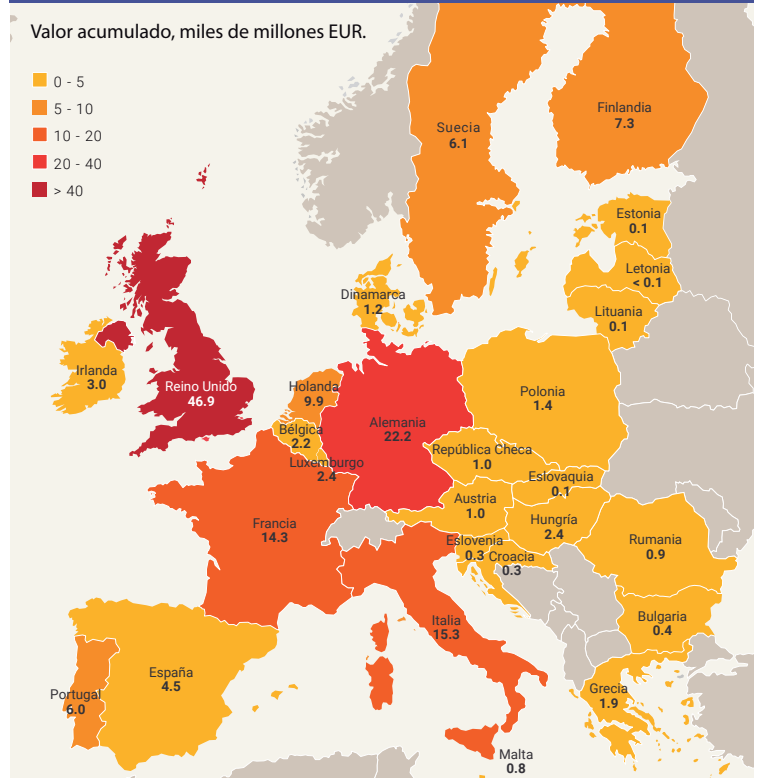 Valor acumulado, miles de millones EUR.
0 - 5
5 - 10
10 - 20
20 - 40
> 40
Finlandia
7.3
Suecia
6.1
Estonia
0.1
Letonia
< 0.1
Dinamarca
1.2
Lituania
0.1
Irlanda
3.0
Reino Unido
46.9
Holanda
9.9
Polonia
1.4
Alemania
22.2
Bélgica
2.2
República Checa
1.0
Luxemburgo
2.4
Eslovaquia
0.1
Austria
1.0
Francia
14.3
Hungría
2.4
Eslovenia
0.3
Croacia
0.3
Rumania
0.9
Italia
15.3
Bulgaria
0.4
España
4.5
Portugal
6.0
Grecia
1.9
Malta
0.8